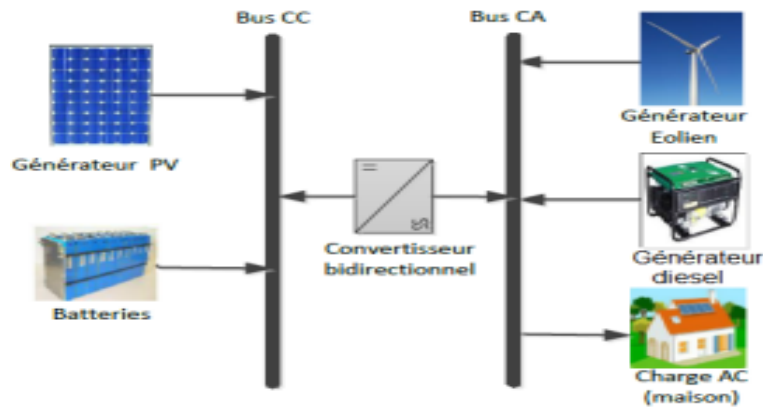 Bus CC
Bus CA
Générateur PV
Batteries
Convertisseur
bidirectionnel
Générateur
Eolien
Générateur
diesel
Charge AC
(maison)